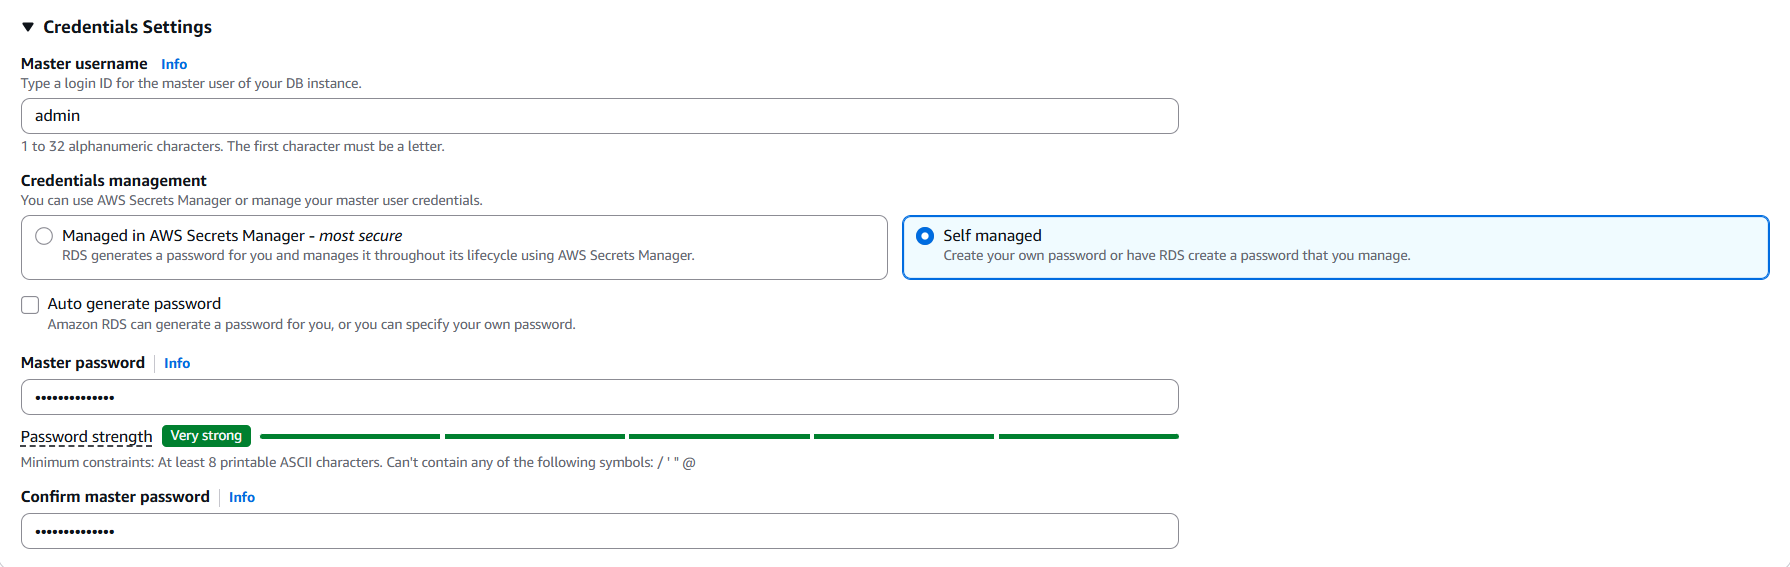 Credentials Settings
Master username Info
Type a login ID for the master user of your DB instance.
admin
1 to 32 alphanumeric characters. The first character must be a letter.
Credentials management
You can use AWS Secrets Manager or manage your master user credentials.
Managed in AWS Secrets Manager - most secure
RDS generates a password for you and manages it throughout its lifecycle using AWS Secrets Manager.
Self managed
Create your own password or have RDS create a password that you manage.
Auto generate password
Amazon RDS can generate a password for you, or you can specify your own password.
Master password Info
••••••••••••••
Password strength Very strong
Minimum constraints: At least 8 printable ASCII characters. Can't contain any of the following symbols: / ' " @
Confirm master password Info
••••••••••••••